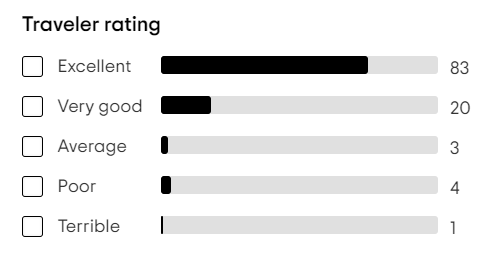 Traveler rating
Excellent 83
Very good 20
Average 3
Poor 4
Terrible 1